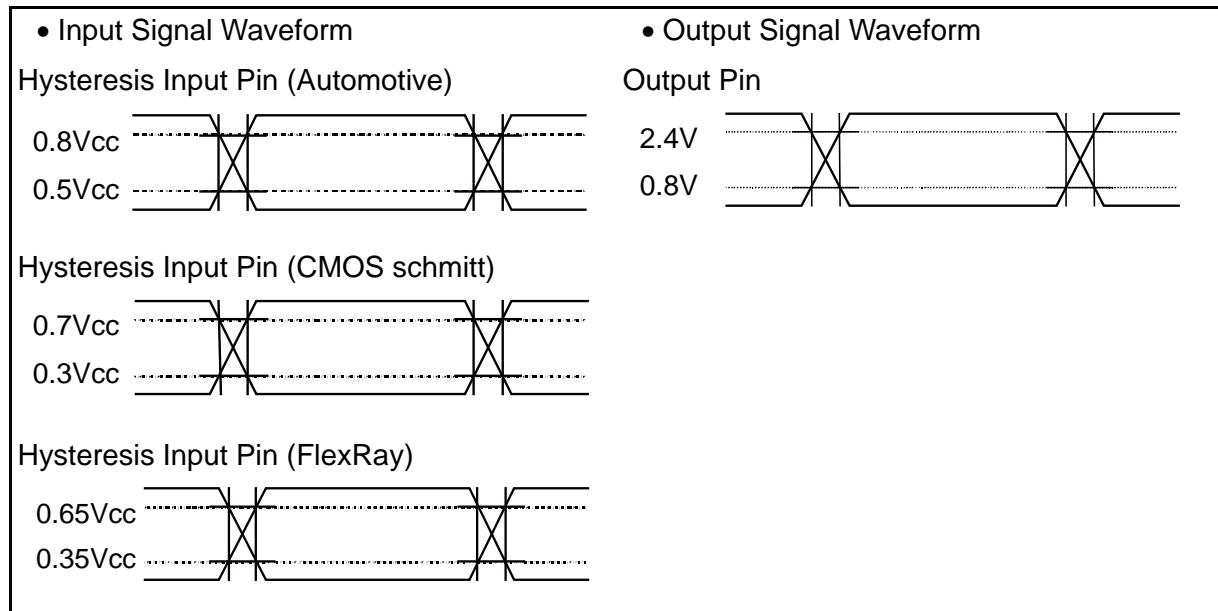 • Input Signal Waveform
Hysteresis Input Pin (Automotive)
0.8Vcc
0.5Vcc
Hysteresis Input Pin (CMOS schmitt)
0.7Vcc
0.3Vcc
Hysteresis Input Pin (FlexRay)
0.65Vcc
0.35Vcc
• Output Signal Waveform
Output Pin
2.4V
0.8V